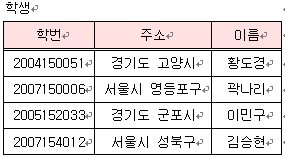 학생
학번 주소 이름
2004150051 경기도 고양시 황도경
2007150006 서울시 영등포구 곽나리
2005152033 경기도 군포시 이민구
2007154012 서울시 성북구 김승현